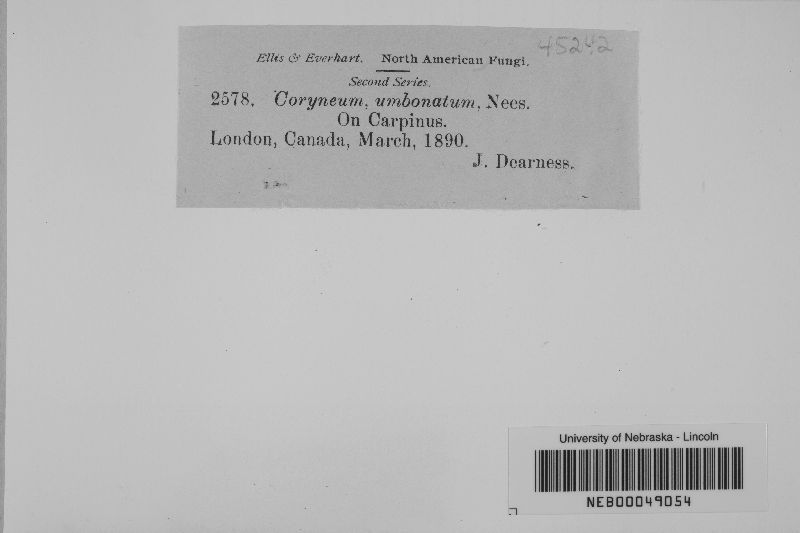 45242
Ellis & Everhart. North American Fungi.
Second Series.
2578. Coryneum, umbonatum, Nees.
On Carpinus.
London, Canada, March, 1890.
J. Dearness.
University of Nebraska - Lincoln
NEB00049054